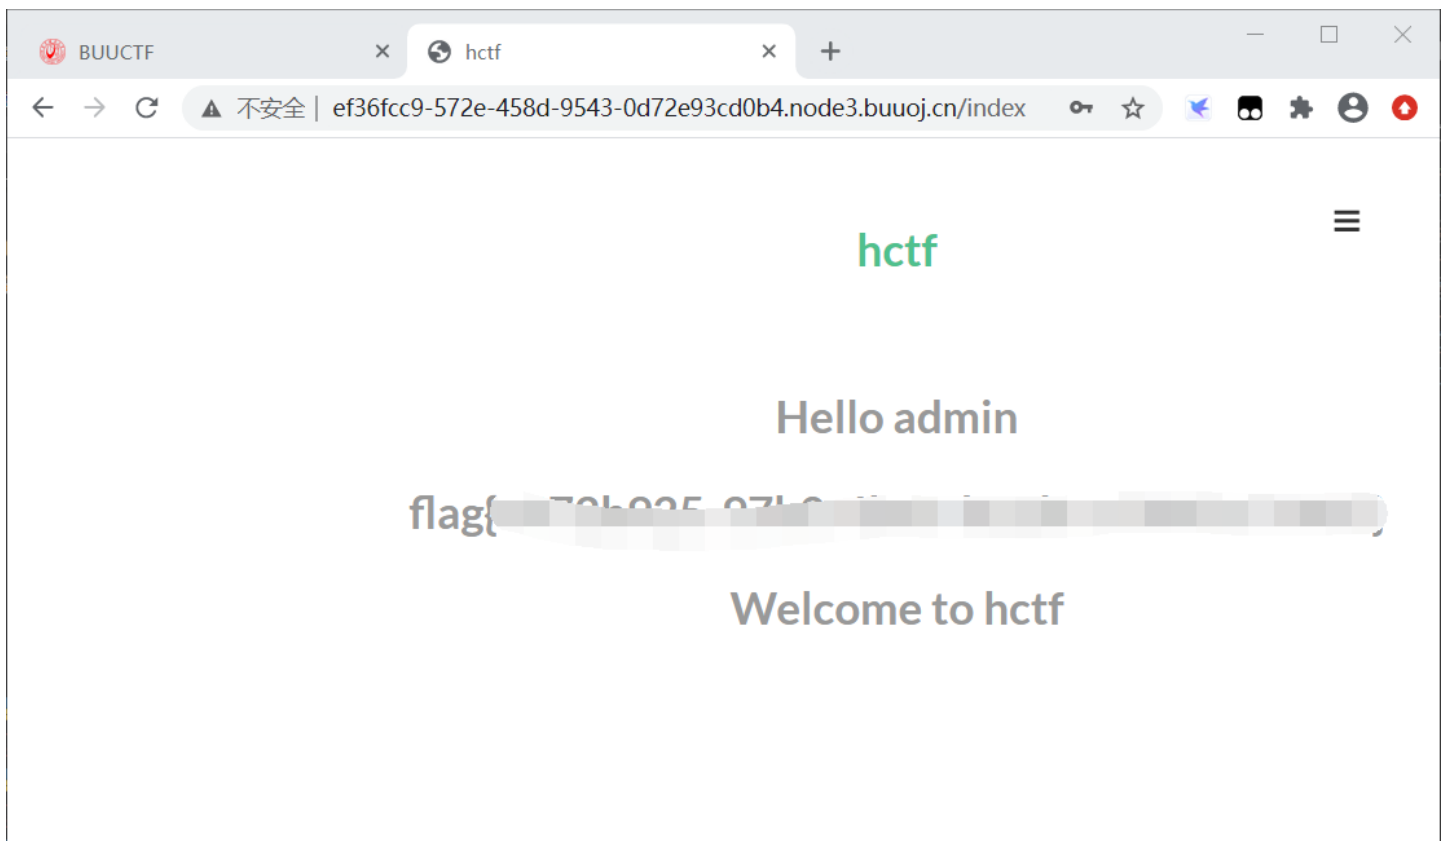 BUUCTF
hctf
不安全 | ef36fcc9-572e-458d-9543-0d72e93cd0b4.node3.buuoj.cn/index
hctf
Hello admin
flag{
Welcome to hctf